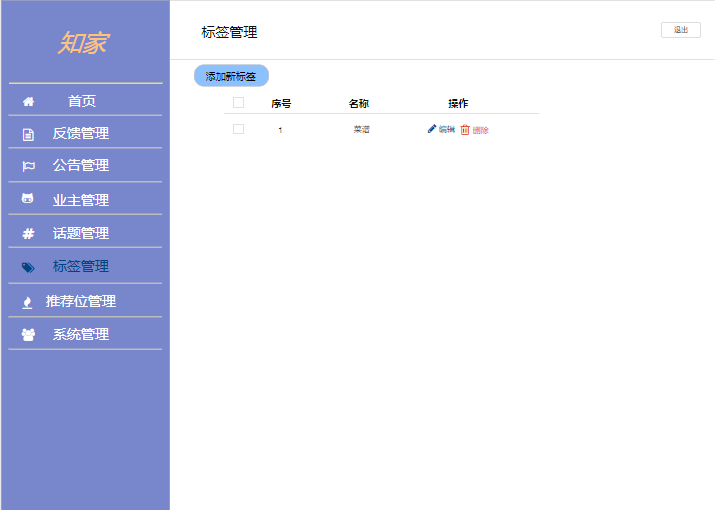 知家
首页
反馈管理
公告管理
业主管理
话题管理
标签管理
推荐位管理
系统管理
标签管理
退出
添加新标签
序号 名称 操作
1 菜谱 编辑 删除